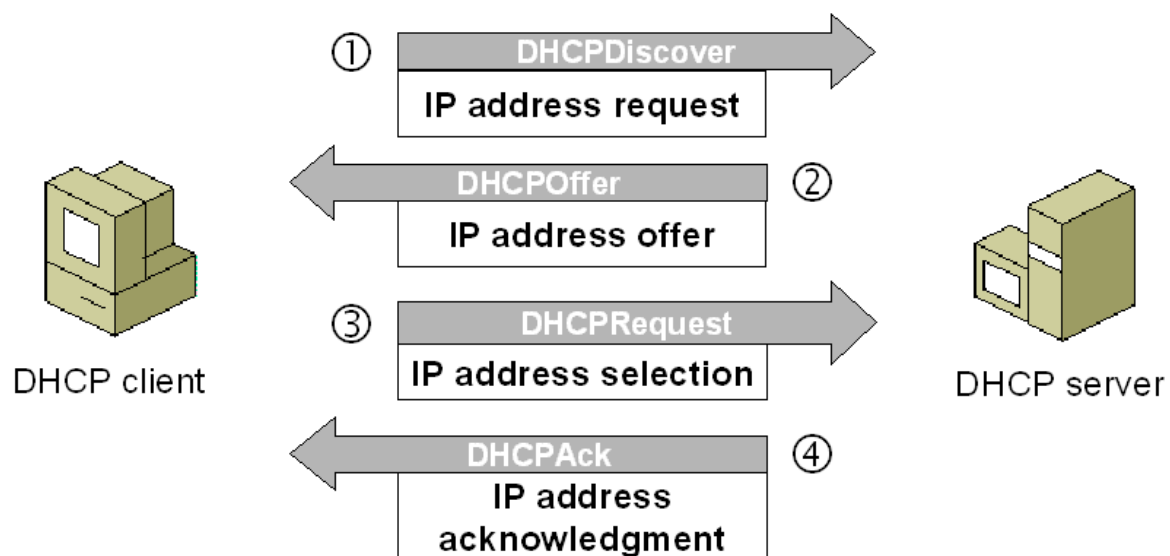 ① DHCPDiscover
IP address request
DHCPOffer ②
IP address offer
③ DHCPRequest
IP address selection
DHCP client
DHCP server
DHCPAck ④
IP address
acknowledgment